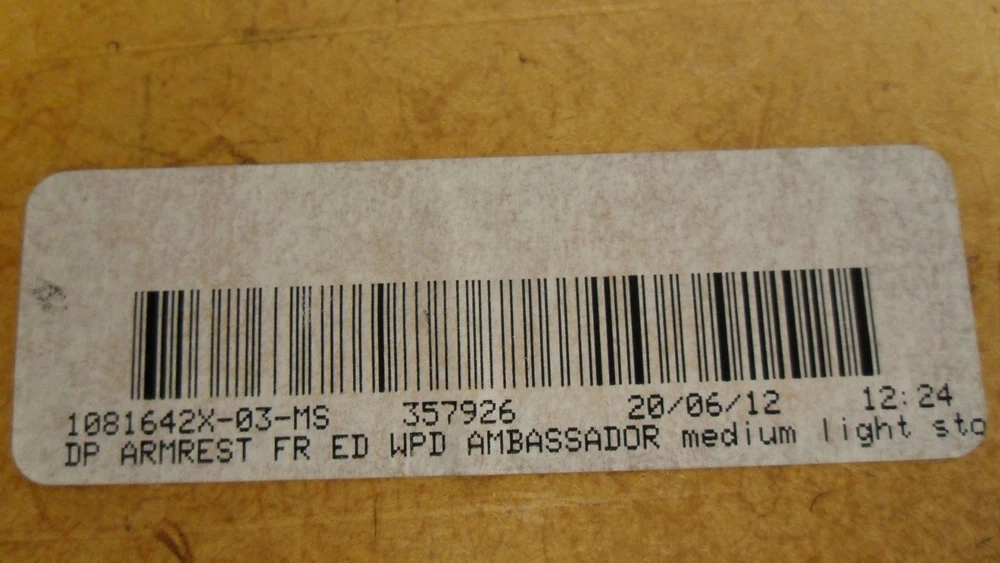 1081642X-03-MS 357926 20/06/12 12:24
DP ARMREST FR ED WPD AMBASSADOR medium light sto